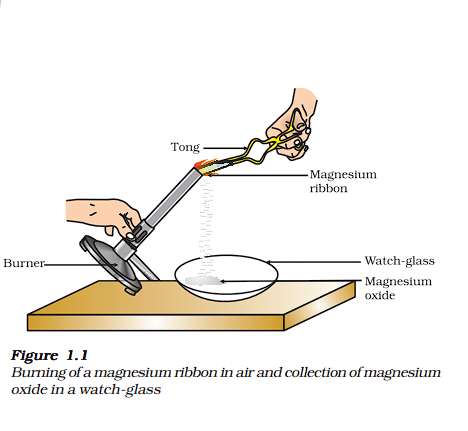 Tong
Magnesium
ribbon
Burner
Watch-glass
Magnesium
oxide
Figure 1.1
Burning of a magnesium ribbon in air and collection of magnesium
oxide in a watch-glass